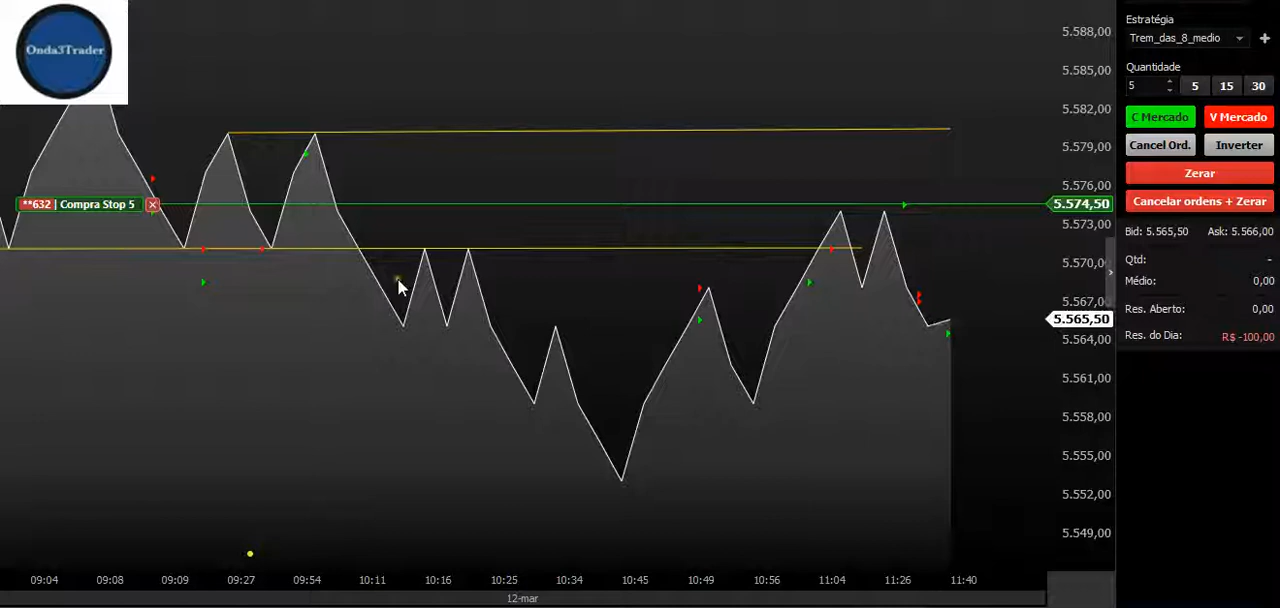 Onda3Trader
**632 | Compra Stop 5
5.588,00
5.585,00
5.582,00
5.579,00
5.576,00
5.574,50
5.573,00
5.570,00
5.567,00
5.565,50
5.564,00
5.561,00
5.558,00
5.555,00
5.552,00
5.549,00
09:04 09:08 09:19 09:27 09:54 10:11 10:16 10:25 10:34 10:45 10:49 10:56 11:04 11:26 11:40
12-mar
Estratégia
Trem_das_8_medio
Quantidade
5 5 15 30
C Mercado V Mercado
Cancel Ord. Inverter
Zerar
Cancelar ordens + Zerar
Bid: 5.565,50 Ask: 5.566,00
Qtd: -
Médio: 0,00
Res. Aberto: 0,00
Res. do Dia: R$ -100,00